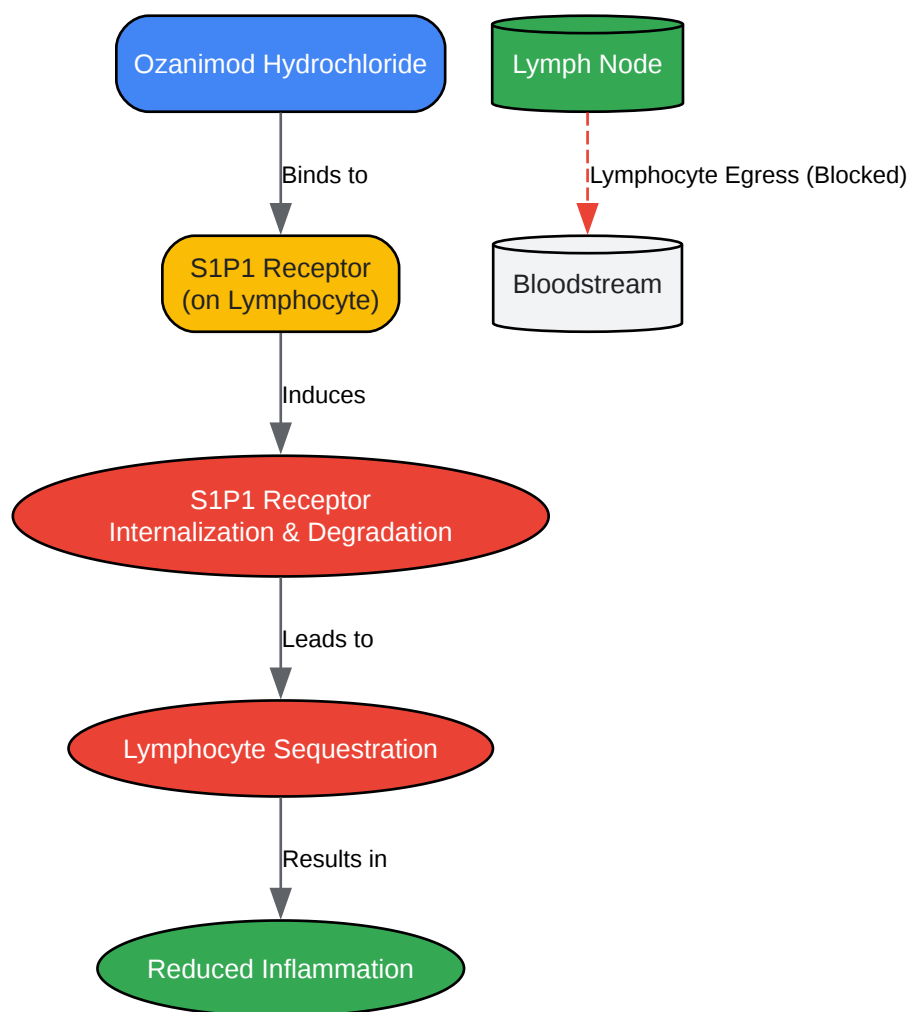 Ozanimod Hydrochloride
Lymph Node
Binds to
Lymphocyte Egress (Blocked)
S1P1 Receptor
(on Lymphocyte)
Bloodstream
Induces
S1P1 Receptor
Internalization & Degradation
Leads to
Lymphocyte Sequestration
Results in
Reduced Inflammation